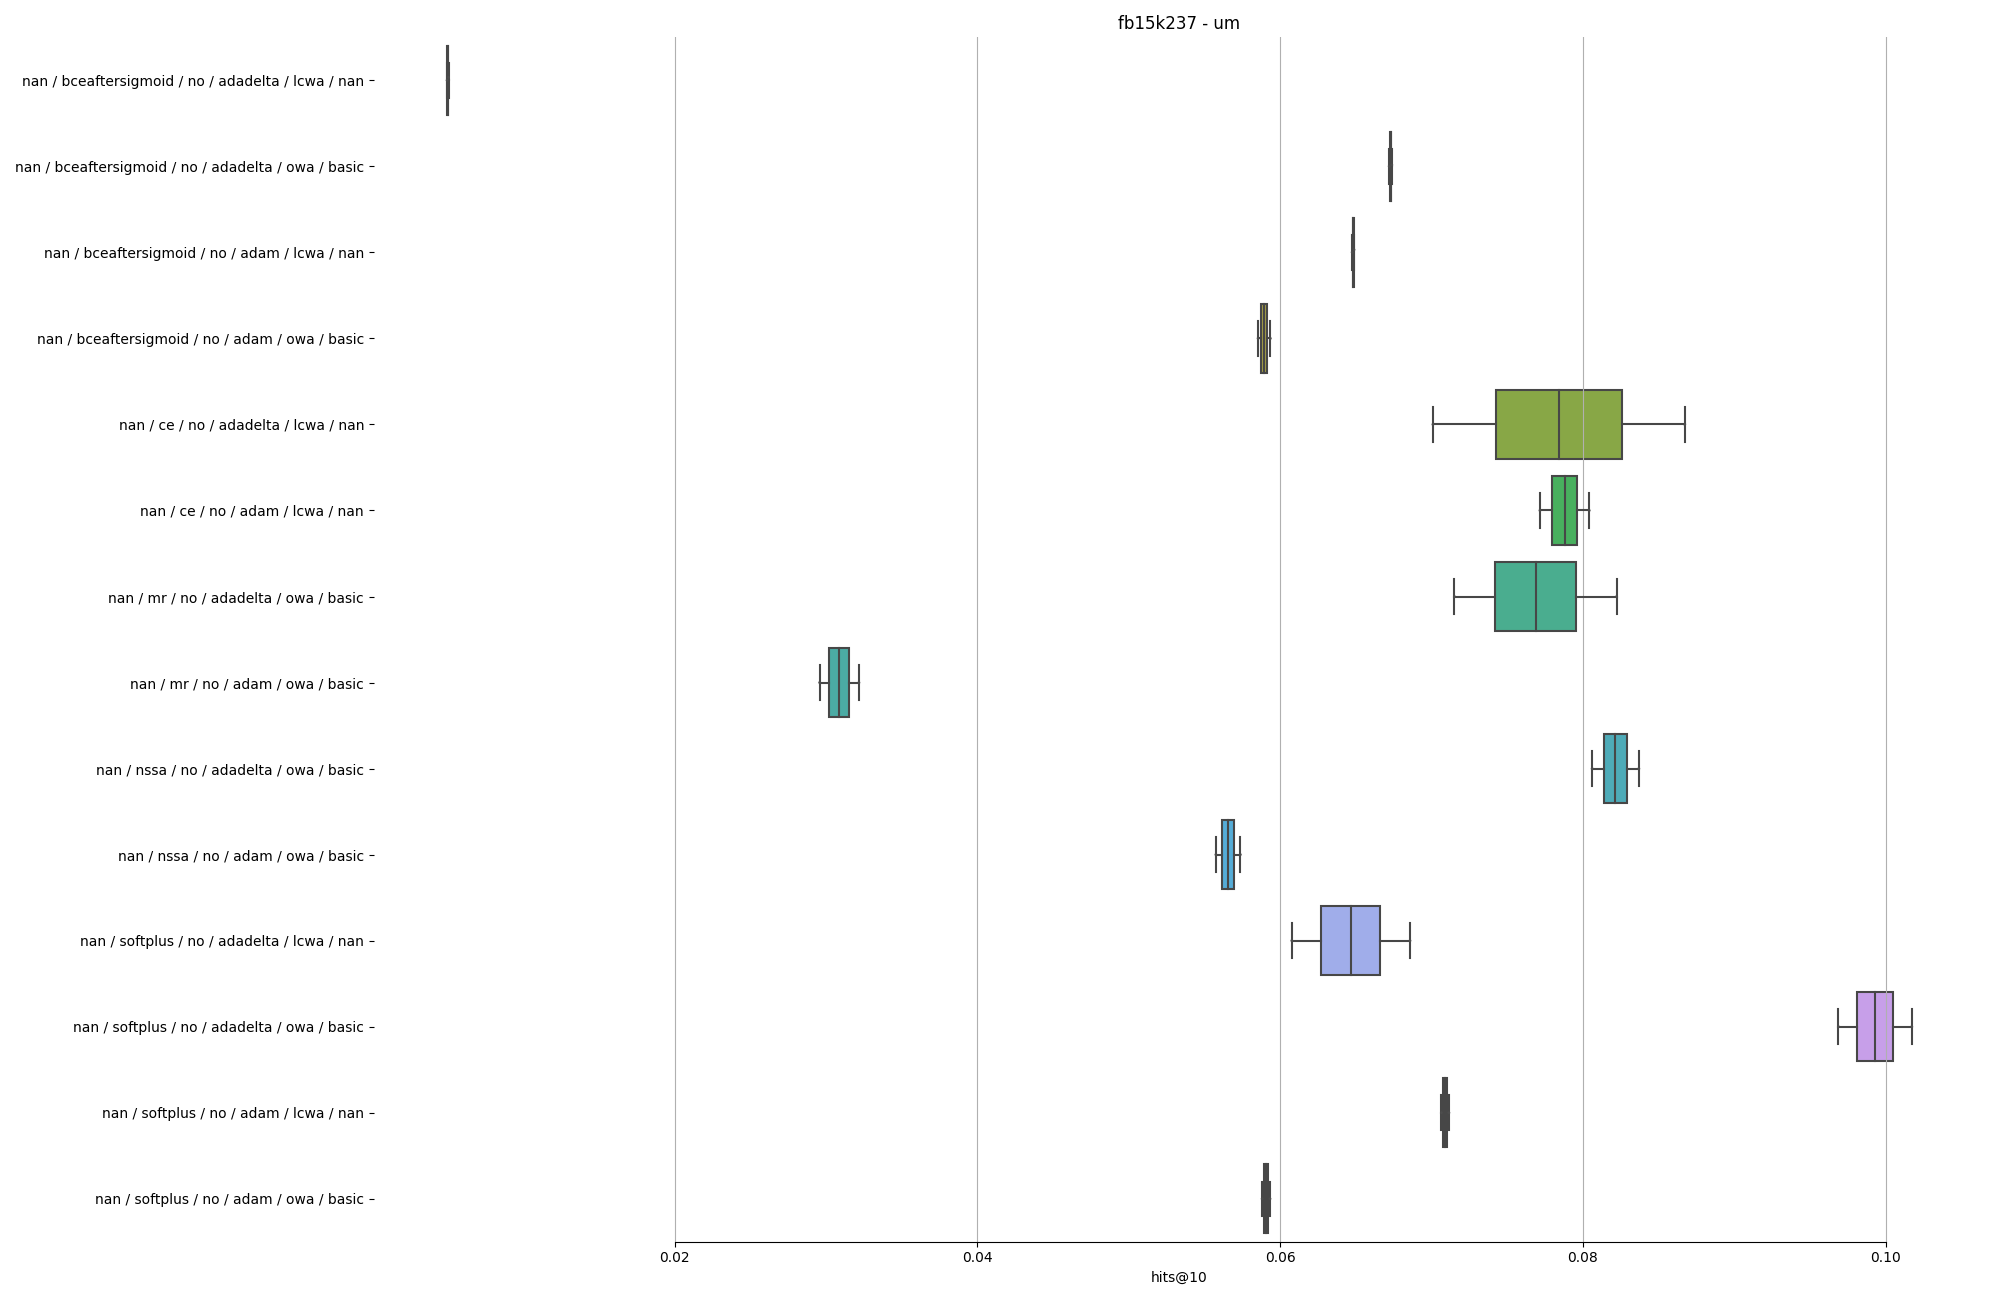 fb15k237 - um
nan / bceaftersigmoid / no / adadelta / lcwa / nan
nan / bceaftersigmoid / no / adadelta / owa / basic
nan / bceaftersigmoid / no / adam / lcwa / nan
nan / bceaftersigmoid / no / adam / owa / basic
nan / ce / no / adadelta / lcwa / nan
nan / ce / no / adam / lcwa / nan
nan / mr / no / adadelta / owa / basic
nan / mr / no / adam / owa / basic
nan / nssa / no / adadelta / owa / basic
nan / nssa / no / adam / owa / basic
nan / softplus / no / adadelta / lcwa / nan
nan / softplus / no / adadelta / owa / basic
nan / softplus / no / adam / lcwa / nan
nan / softplus / no / adam / owa / basic
0.02 0.04 0.06 0.08 0.10
hits@10